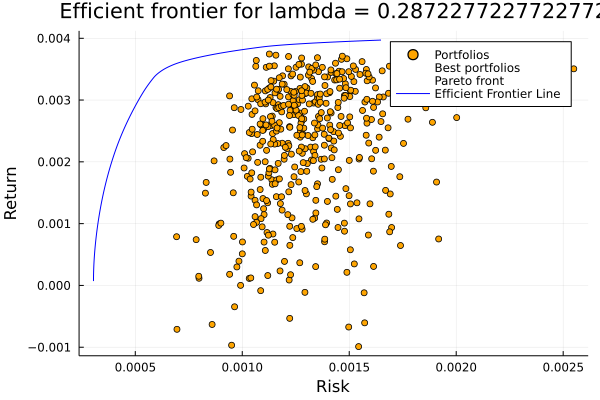 Efficient frontier for lambda = 0.2872277227722772
Portfolios
Best portfolios
Pareto front
Efficient Frontier Line
Return
0.004
0.003
0.002
0.001
0.000
−0.001
0.0005 0.0010 0.0015 0.0020 0.0025
Risk